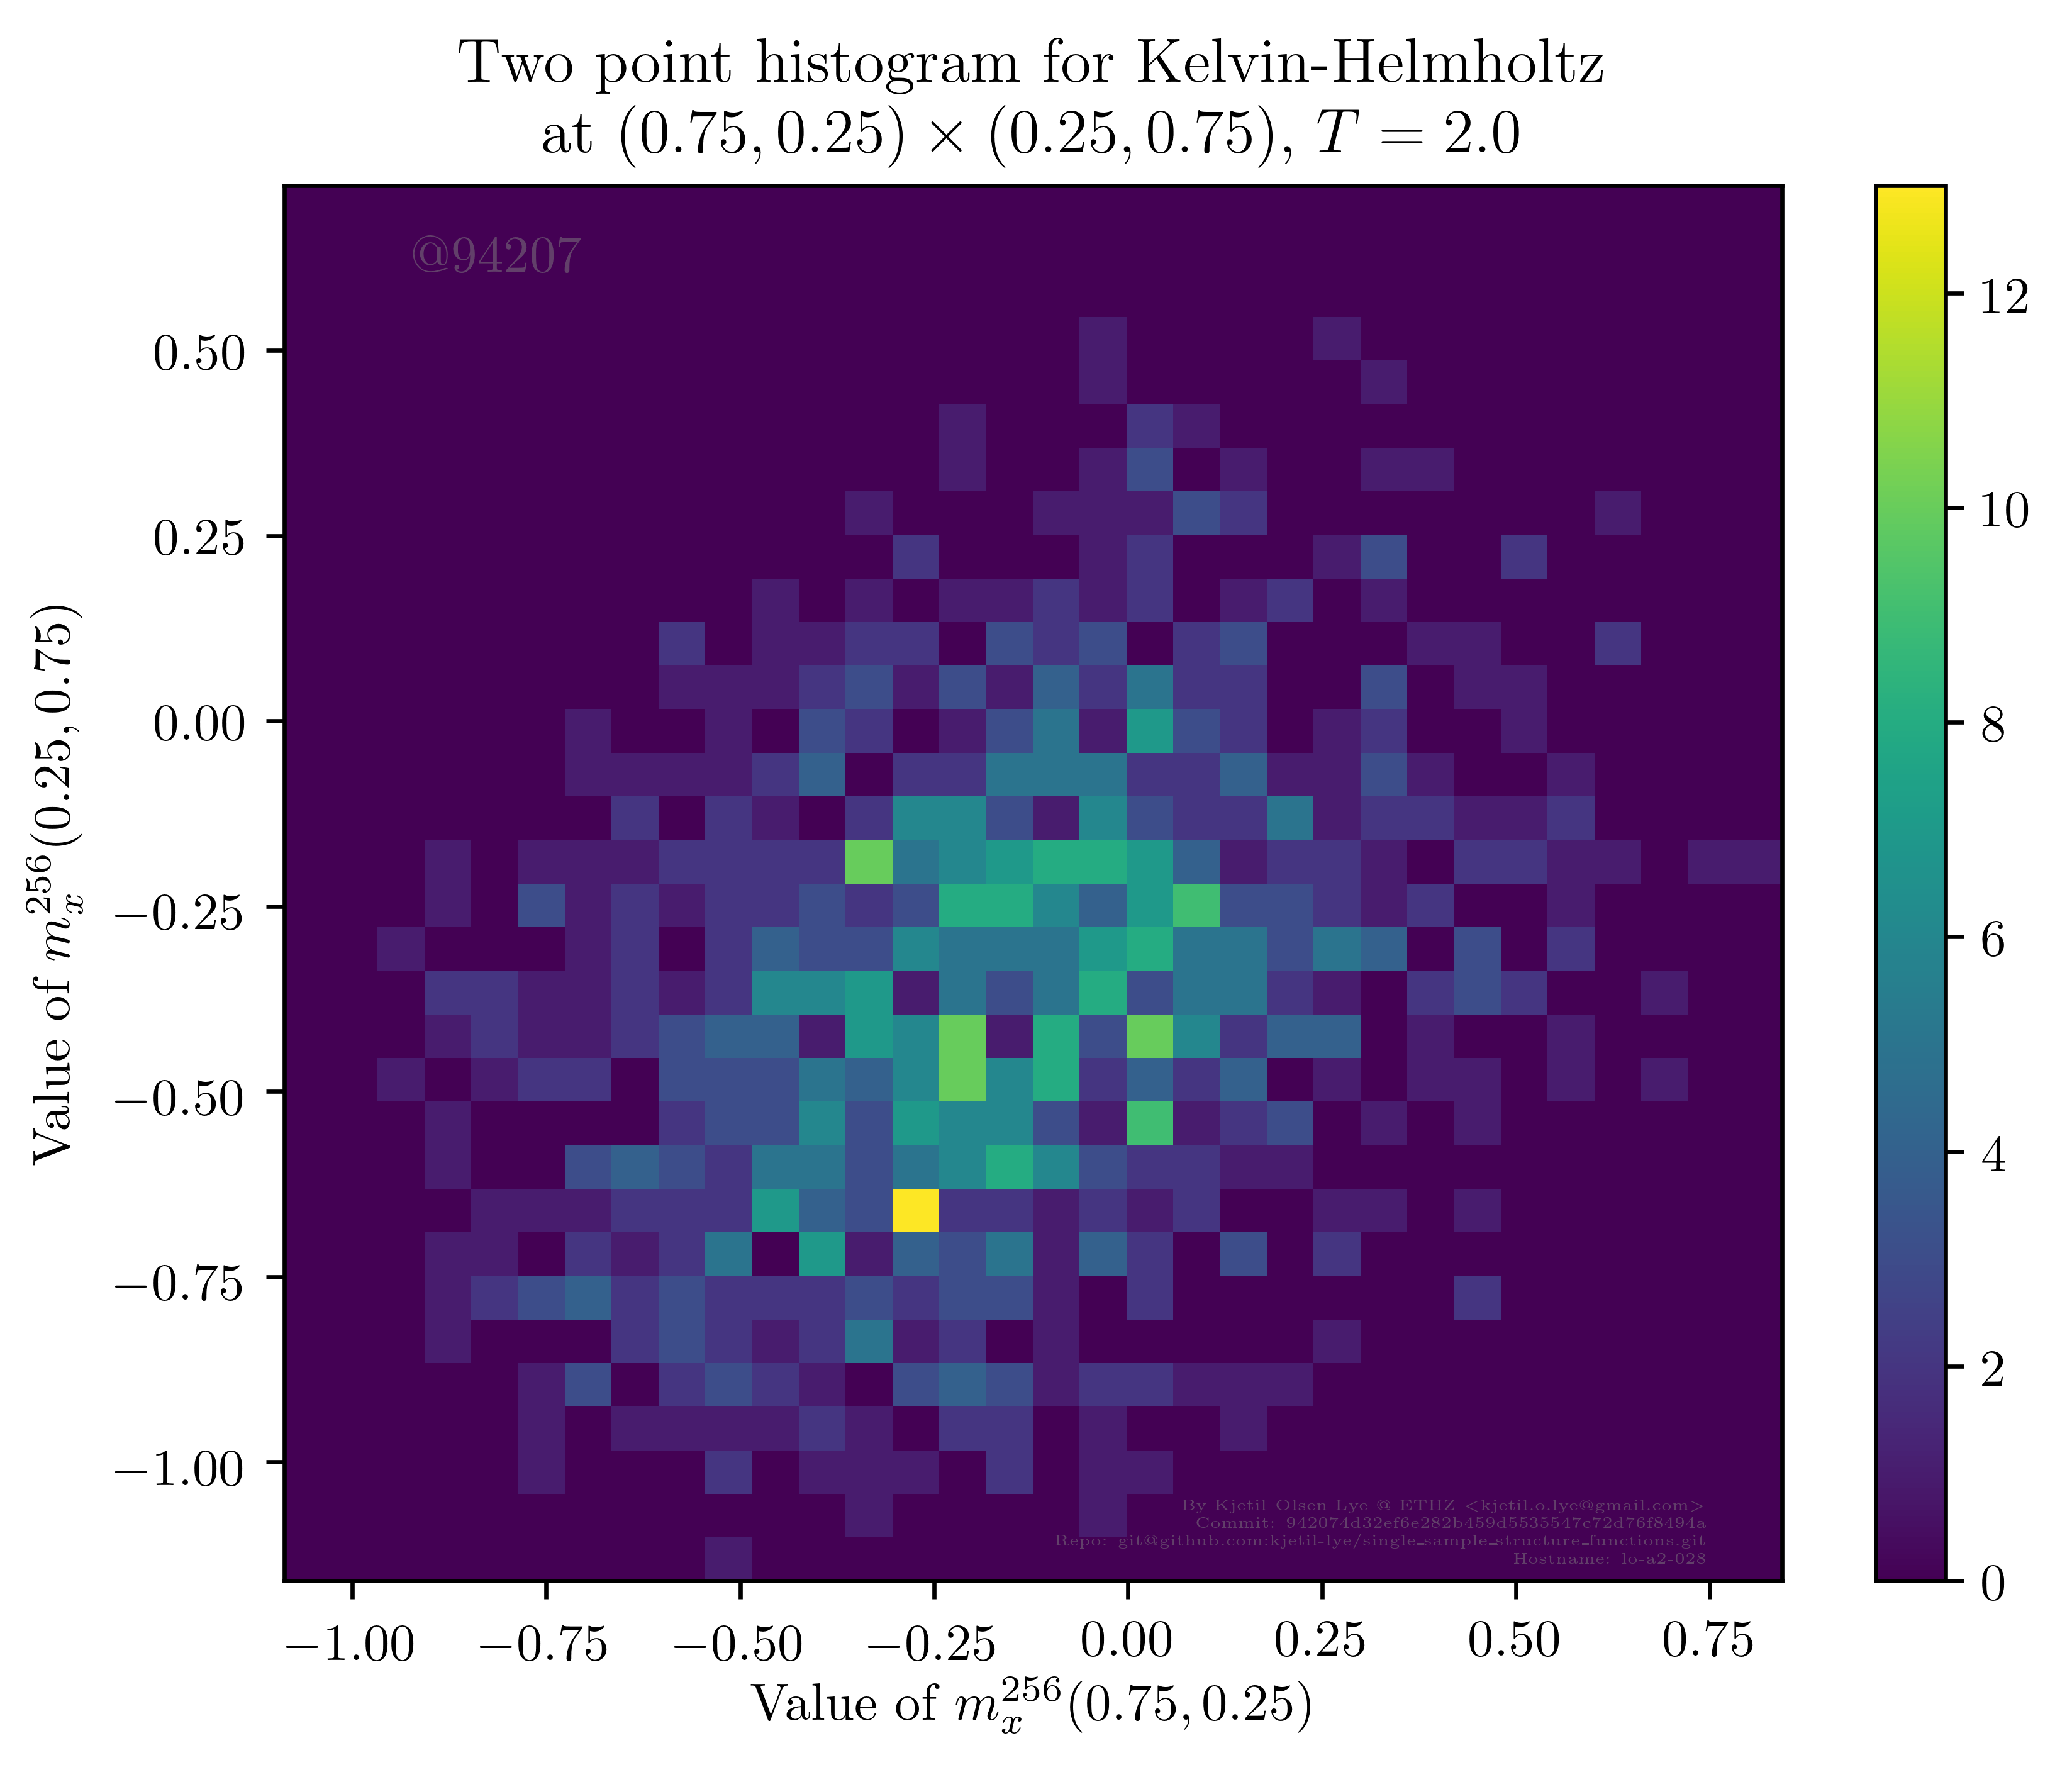 Two point histogram for Kelvin-Helmholtz
at (0.75, 0.25) × (0.25, 0.75), T = 2.0
@94207
0.50
0.25
0.00
−0.25
−0.50
−0.75
−1.00
Value of m_x^256(0.25, 0.75)
12
10
8
6
4
2
0
By Kjetil Olsen Lye @ ETHZ <kjetil.o.lye@gmail.com>
Commit: 942074d32ef6e282b459d5535547c72d76f8494a
Repo: git@github.com:kjetil-lye/single_sample_structure_functions.git
Hostname: lo-a2-028
−1.00 −0.75 −0.50 −0.25 0.00 0.25 0.50 0.75
Value of m_x^256(0.75, 0.25)